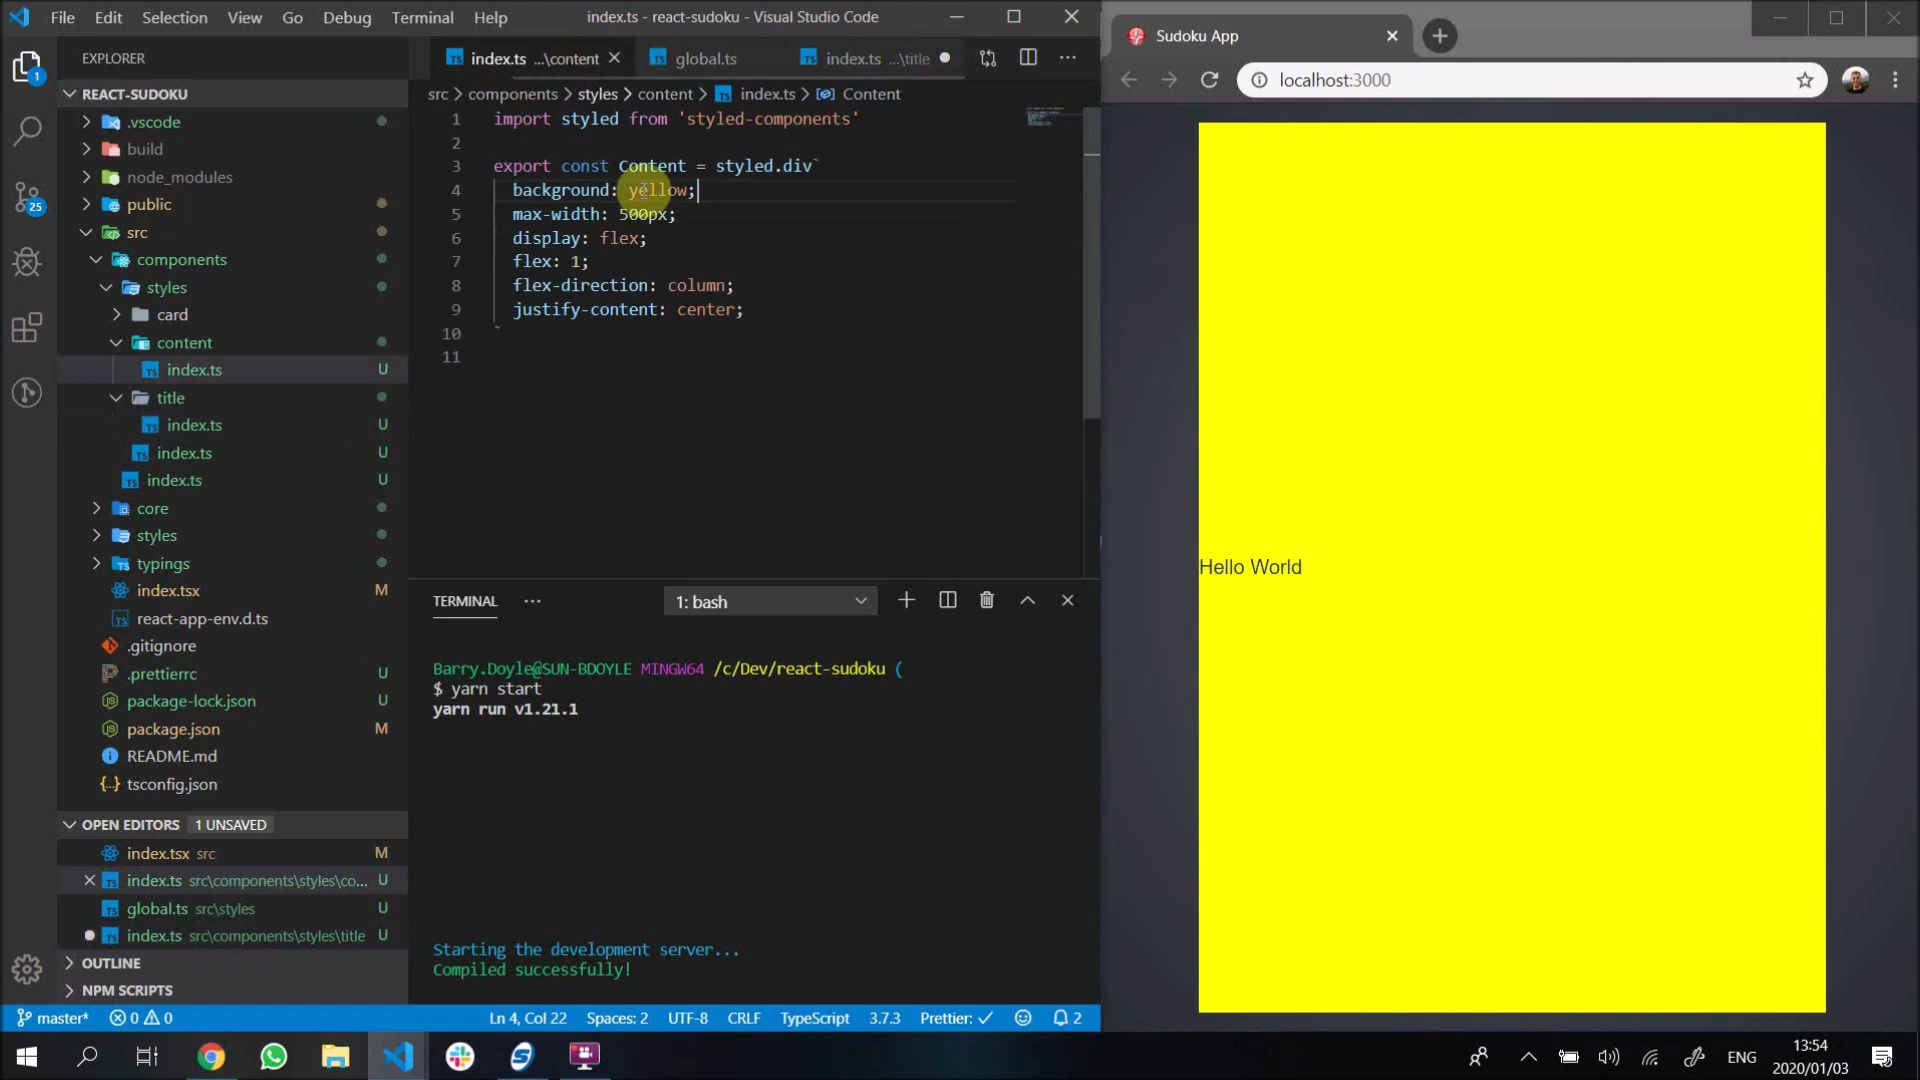 File Edit Selection View Go Debug Terminal Help index.ts - react-sudoku - Visual Studio Code
EXPLORER
1
25
REACT-SUDOKU
.vscode
build
node_modules
public
src
components
styles
card
content
index.ts U
title
index.ts U
index.ts U
index.ts U
core
styles
typings
index.tsx M
react-app-env.d.ts
.gitignore
.prettierrc U
package-lock.json U
package.json M
README.md
tsconfig.json
OPEN EDITORS 1 UNSAVED
index.tsx src M
index.ts src\components\styles\co... U
global.ts src\styles U
index.ts src\components\styles\title U
OUTLINE
NPM SCRIPTS
index.ts ...\content global.ts index.ts ...\title
src > components > styles > content > index.ts > Content
1 import styled from 'styled-components'
2
3 export const Content = styled.div`
4 background: yellow;
5 max-width: 500px;
6 display: flex;
7 flex: 1;
8 flex-direction: column;
9 justify-content: center;
10 `
11
TERMINAL ... 1: bash
Barry.Doyle@SUN-BDOYLE MINGW64 /c/Dev/react-sudoku (
$ yarn start
yarn run v1.21.1
Starting the development server...
Compiled successfully!
master* 0 0 Ln 4, Col 22 Spaces: 2 UTF-8 CRLF TypeScript 3.7.3 Prettier: ✓ 2
Sudoku App
localhost:3000
Hello World
ENG
13:54
2020/01/03